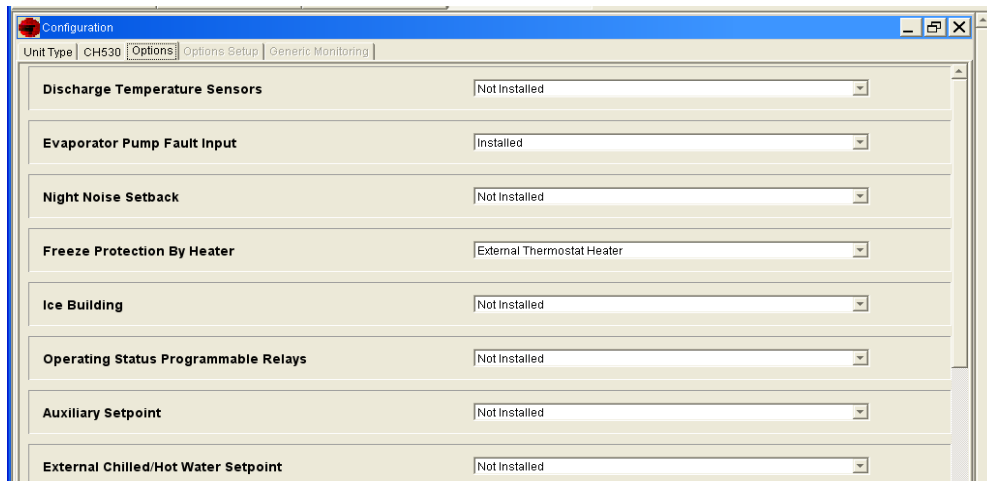 Configuration
Unit Type CH530 Options Options Setup Generic Monitoring
Discharge Temperature Sensors Not Installed
Evaporator Pump Fault Input Installed
Night Noise Setback Not Installed
Freeze Protection By Heater External Thermostat Heater
Ice Building Not Installed
Operating Status Programmable Relays Not Installed
Auxiliary Setpoint Not Installed
External Chilled/Hot Water Setpoint Not Installed